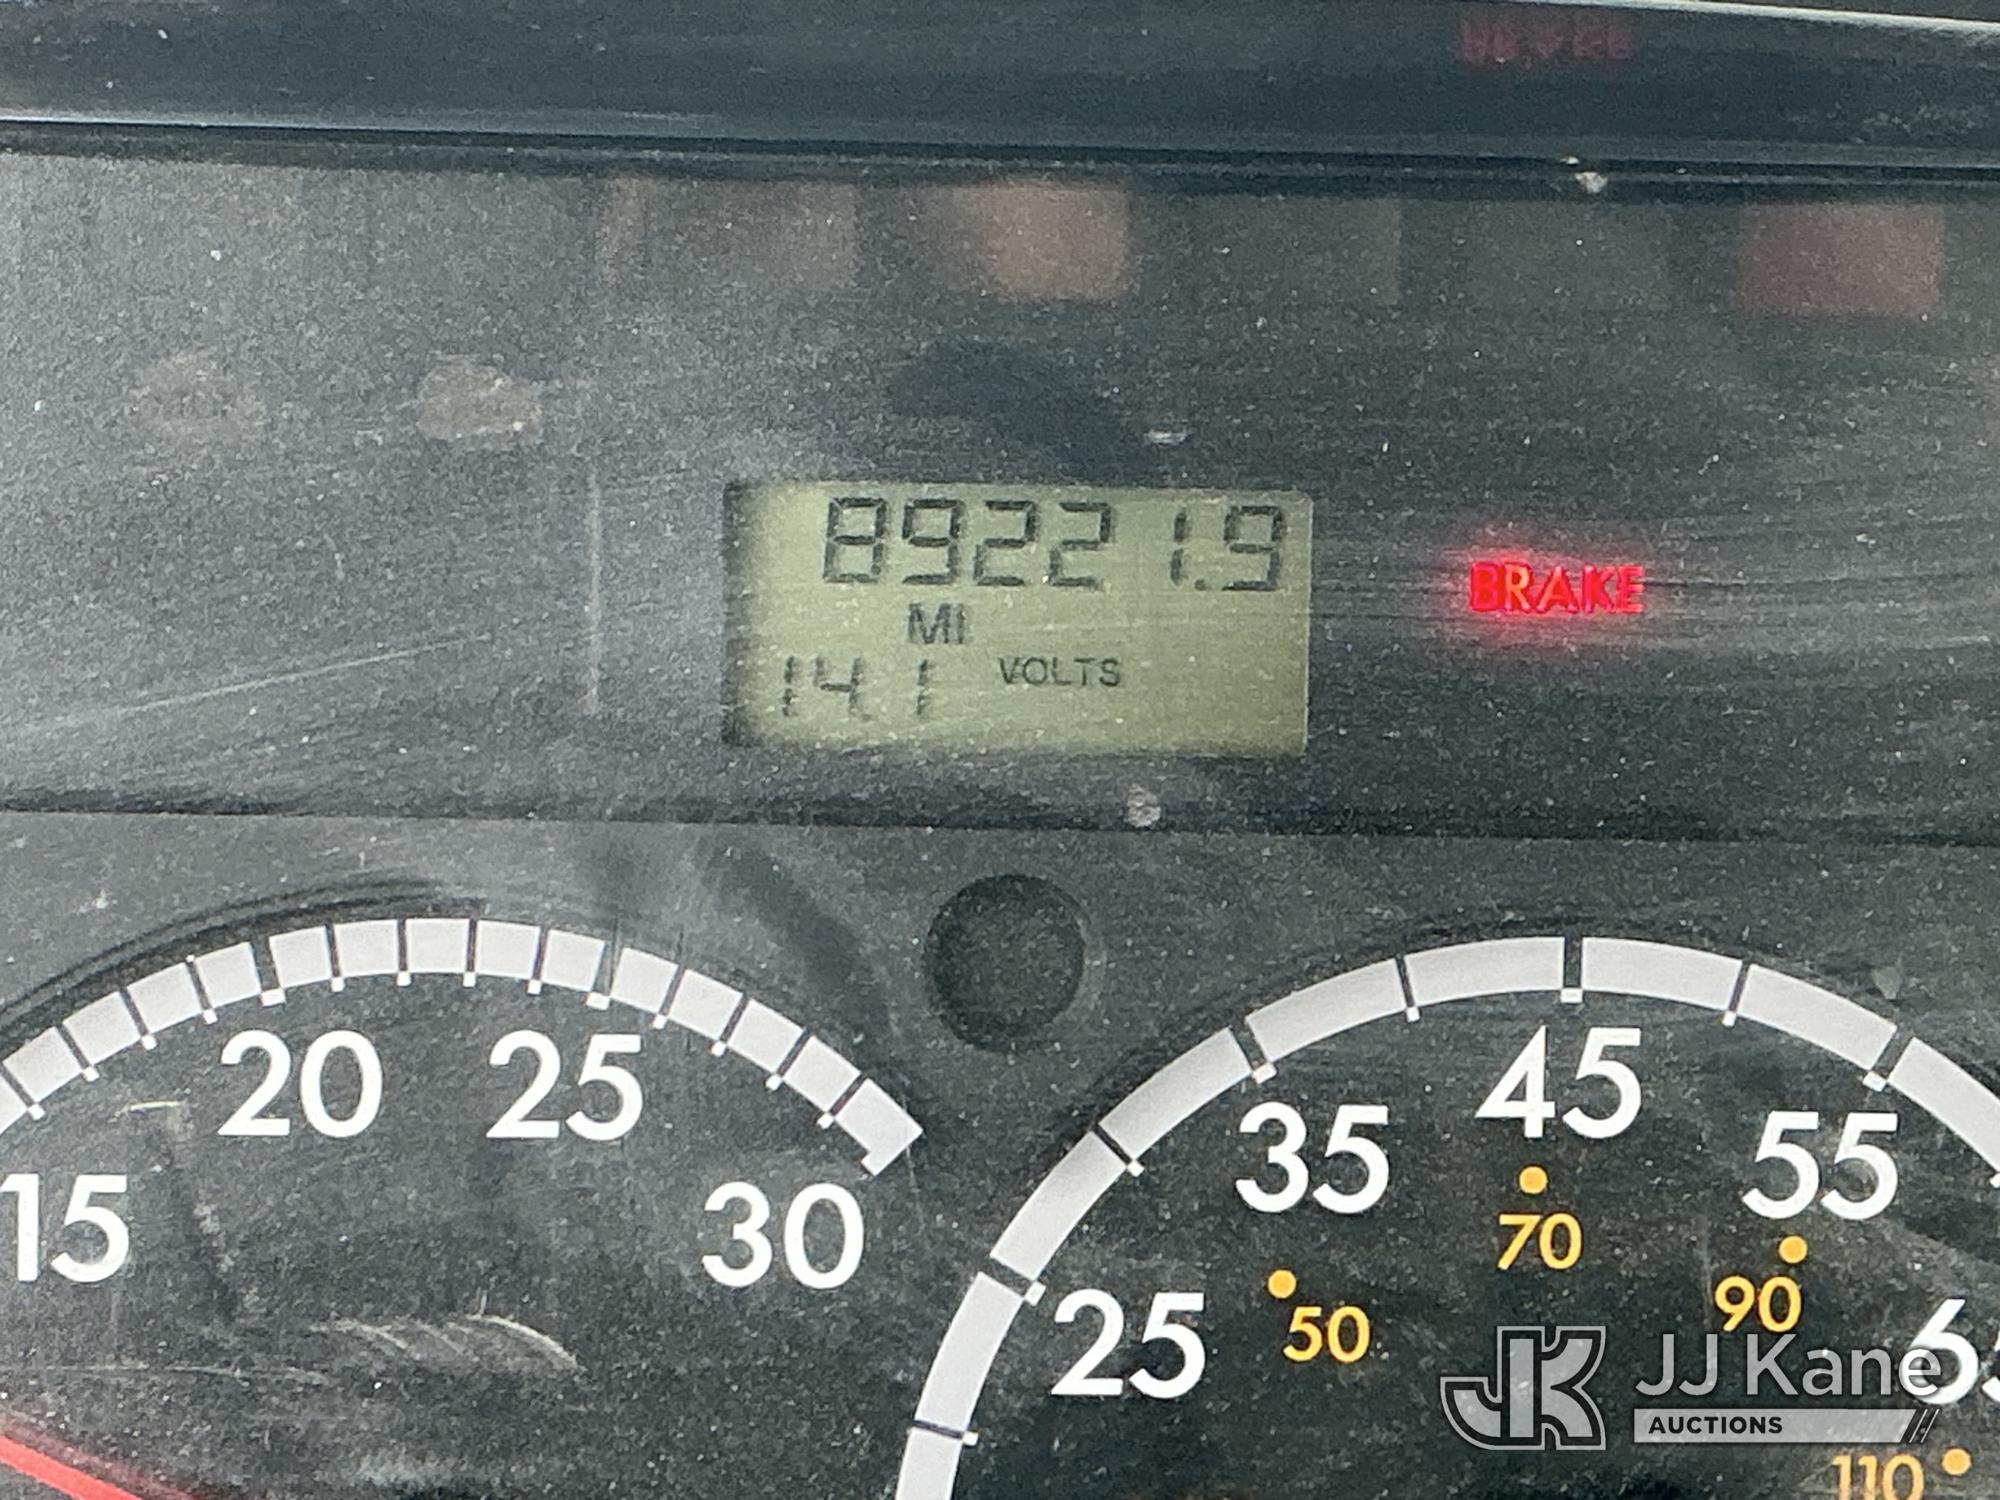 89221.9
MI
14.1 VOLTS
BRAKE
15 20 25 30
25 35 45 55 65
50 70 90 110
JK JJ Kane
AUCTIONS